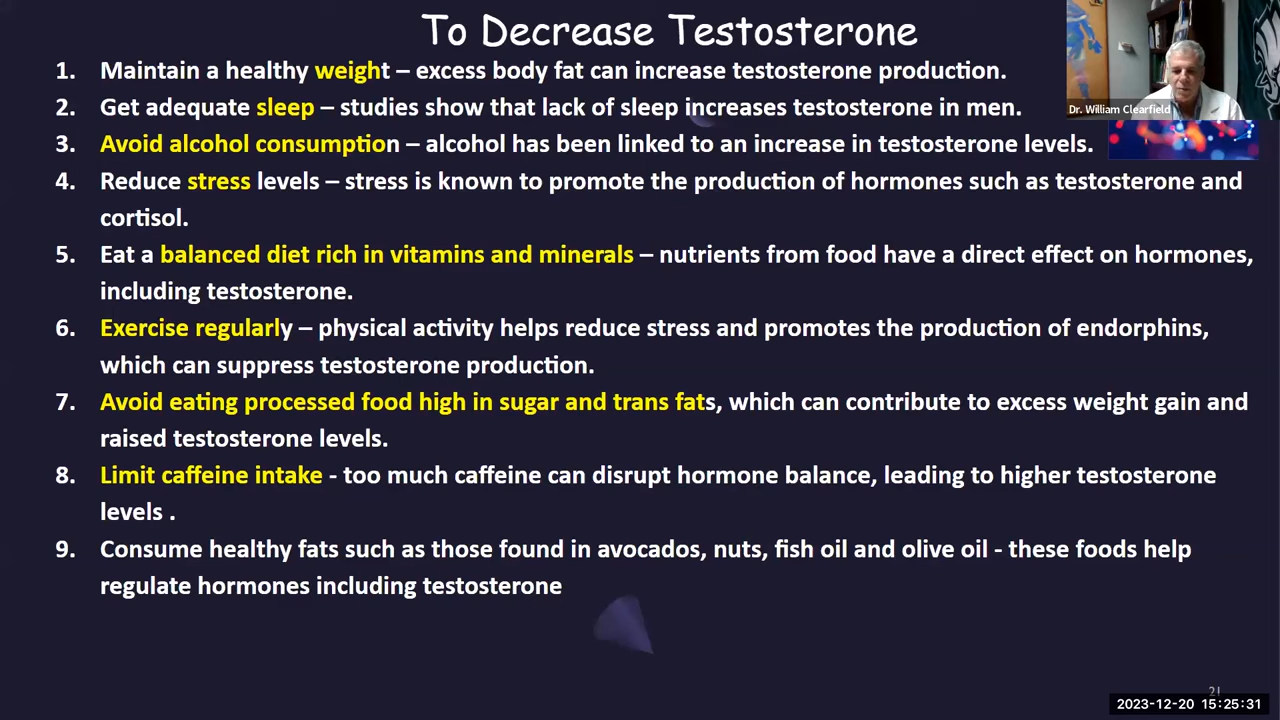 To Decrease Testosterone
1. Maintain a healthy weight – excess body fat can increase testosterone production.
2. Get adequate sleep – studies show that lack of sleep increases testosterone in men.
Dr. William Clearfield
3. Avoid alcohol consumption – alcohol has been linked to an increase in testosterone levels.
4. Reduce stress levels – stress is known to promote the production of hormones such as testosterone and
cortisol.
5. Eat a balanced diet rich in vitamins and minerals – nutrients from food have a direct effect on hormones,
including testosterone.
6. Exercise regularly – physical activity helps reduce stress and promotes the production of endorphins,
which can suppress testosterone production.
7. Avoid eating processed food high in sugar and trans fats, which can contribute to excess weight gain and
raised testosterone levels.
8. Limit caffeine intake - too much caffeine can disrupt hormone balance, leading to higher testosterone
levels .
9. Consume healthy fats such as those found in avocados, nuts, fish oil and olive oil - these foods help
regulate hormones including testosterone
21
2023-12-20 15:25:31